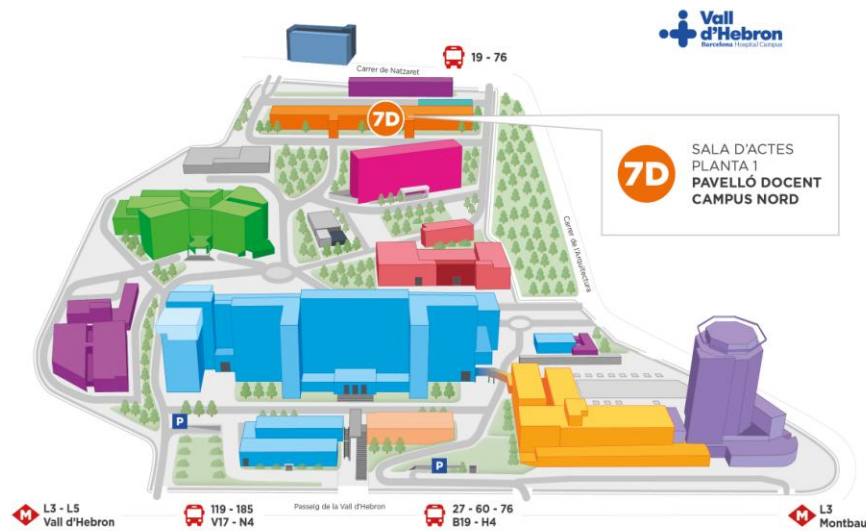 Vall
d'Hebron
Barcelona Hospital Campus
19 - 76
Carrer de Natzaret
7D
7D
SALA D'ACTES
PLANTA 1
PAVELLÓ DOCENT
CAMPUS NORD
Carrer de l'Arquitectura
P
P
M
L3 - L5
Vall d'Hebron
119 - 185
V17 - N4
Passeig de la Vall d'Hebron
27 - 60 - 76
B19 - H4
M
L3
Montbau